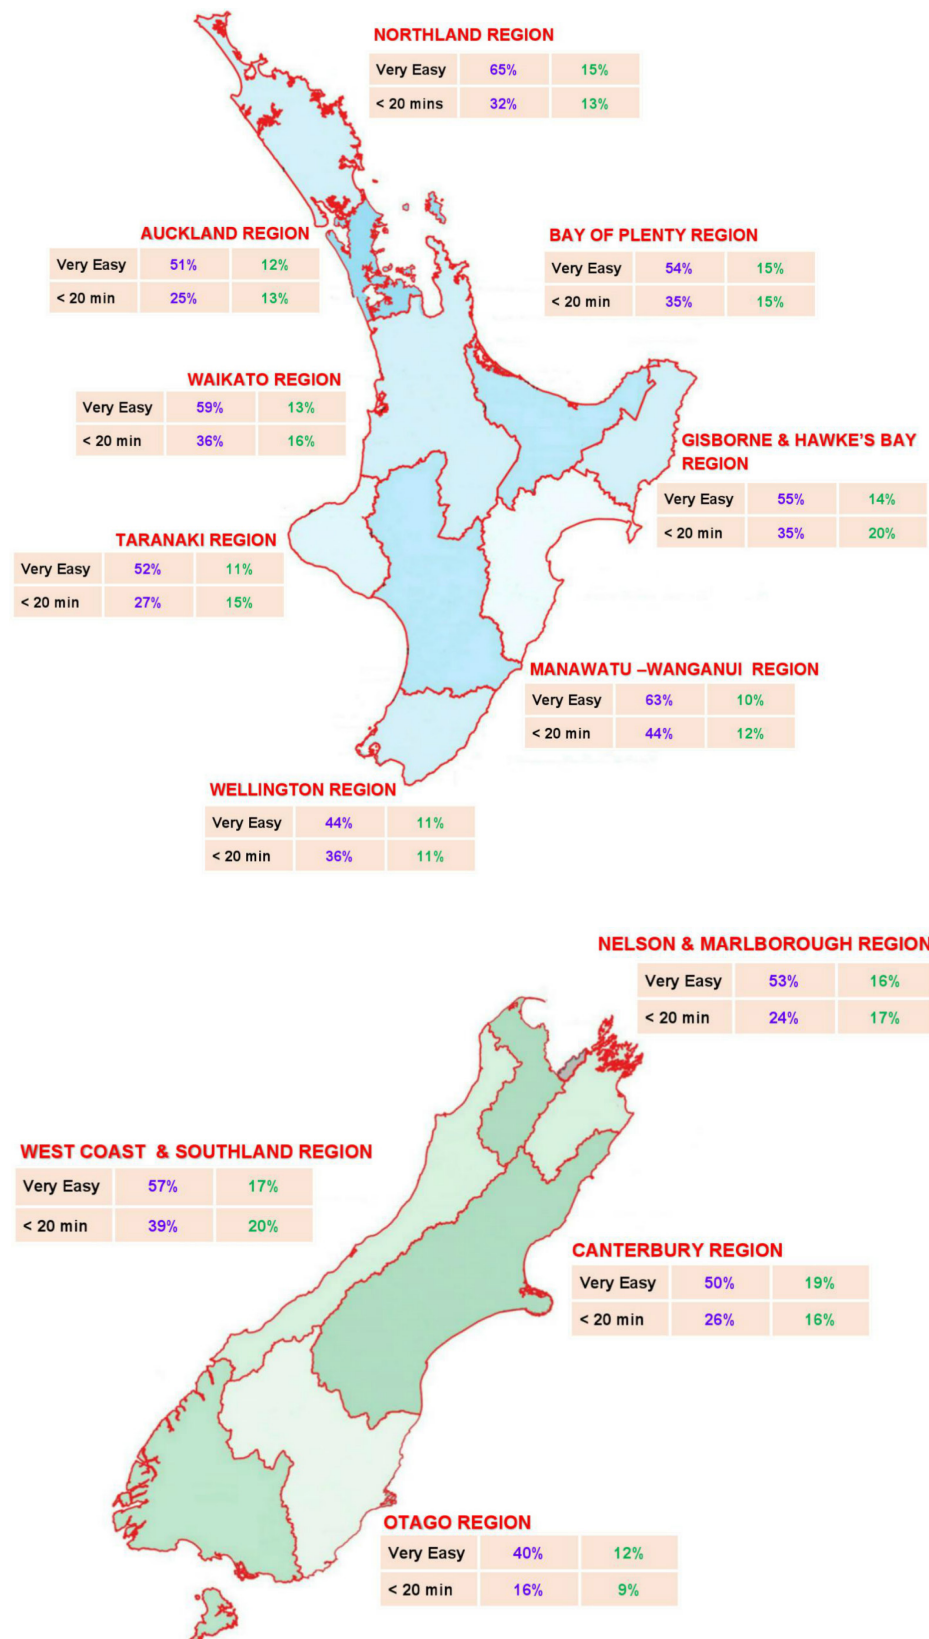 NORTHLAND REGION
Very Easy 65% 15%
< 20 mins 32% 13%
AUCKLAND REGION
Very Easy 51% 12%
< 20 min 25% 13%
BAY OF PLENTY REGION
Very Easy 54% 15%
< 20 min 35% 15%
WAIKATO REGION
Very Easy 59% 13%
< 20 min 36% 16%
GISBORNE & HAWKE'S BAY
REGION
Very Easy 55% 14%
< 20 min 35% 20%
TARANAKI REGION
Very Easy 52% 11%
< 20 min 27% 15%
MANAWATU –WANGANUI REGION
Very Easy 63% 10%
< 20 min 44% 12%
WELLINGTON REGION
Very Easy 44% 11%
< 20 min 36% 11%
NELSON & MARLBOROUGH REGION
Very Easy 53% 16%
< 20 min 24% 17%
WEST COAST & SOUTHLAND REGION
Very Easy 57% 17%
< 20 min 39% 20%
CANTERBURY REGION
Very Easy 50% 19%
< 20 min 26% 16%
OTAGO REGION
Very Easy 40% 12%
< 20 min 16% 9%